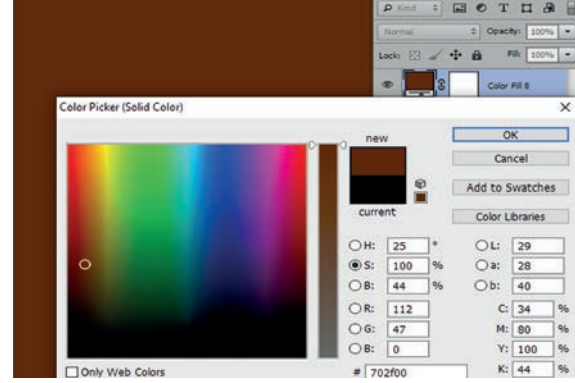 Kind T
Normal Opacity: 100%
Lock: Fill: 100%
Color Fill 8
Color Picker (Solid Color) ×
new
current
OK
Cancel
Add to Swatches
Color Libraries
H: 25 ° L: 29
S: 100 % a: 28
B: 44 % b: 40
R: 112 C: 34 %
G: 47 M: 80 %
B: 0 Y: 100 %
Only Web Colors # 702f00 K: 44 %